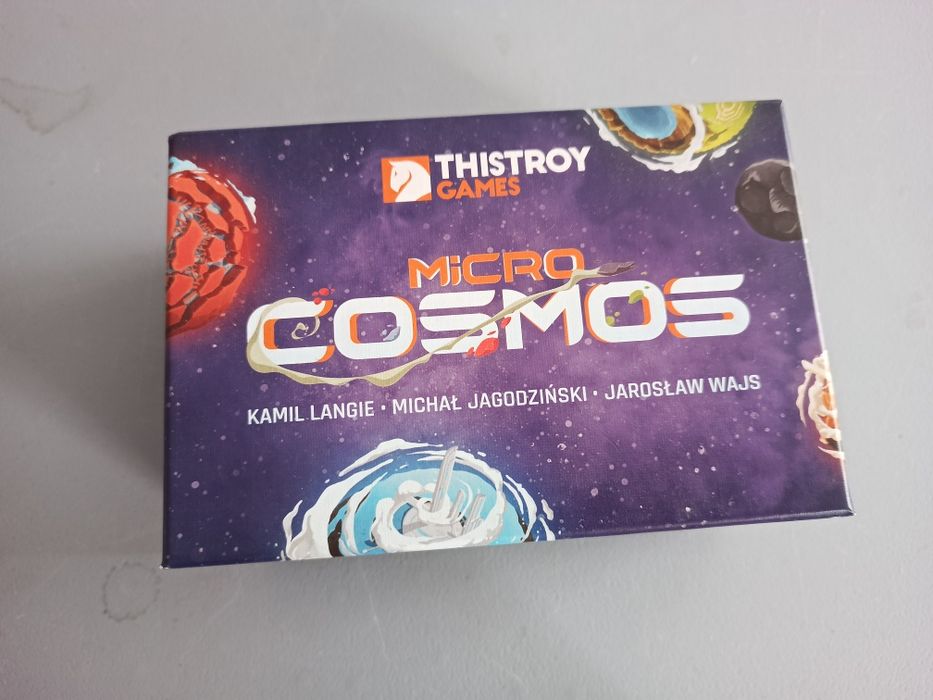 THISTROY
GAMES
MiCRO
COSMOS
KAMIL LANGIE • MICHAŁ JAGODZIŃSKI • JAROSŁAW WAJS